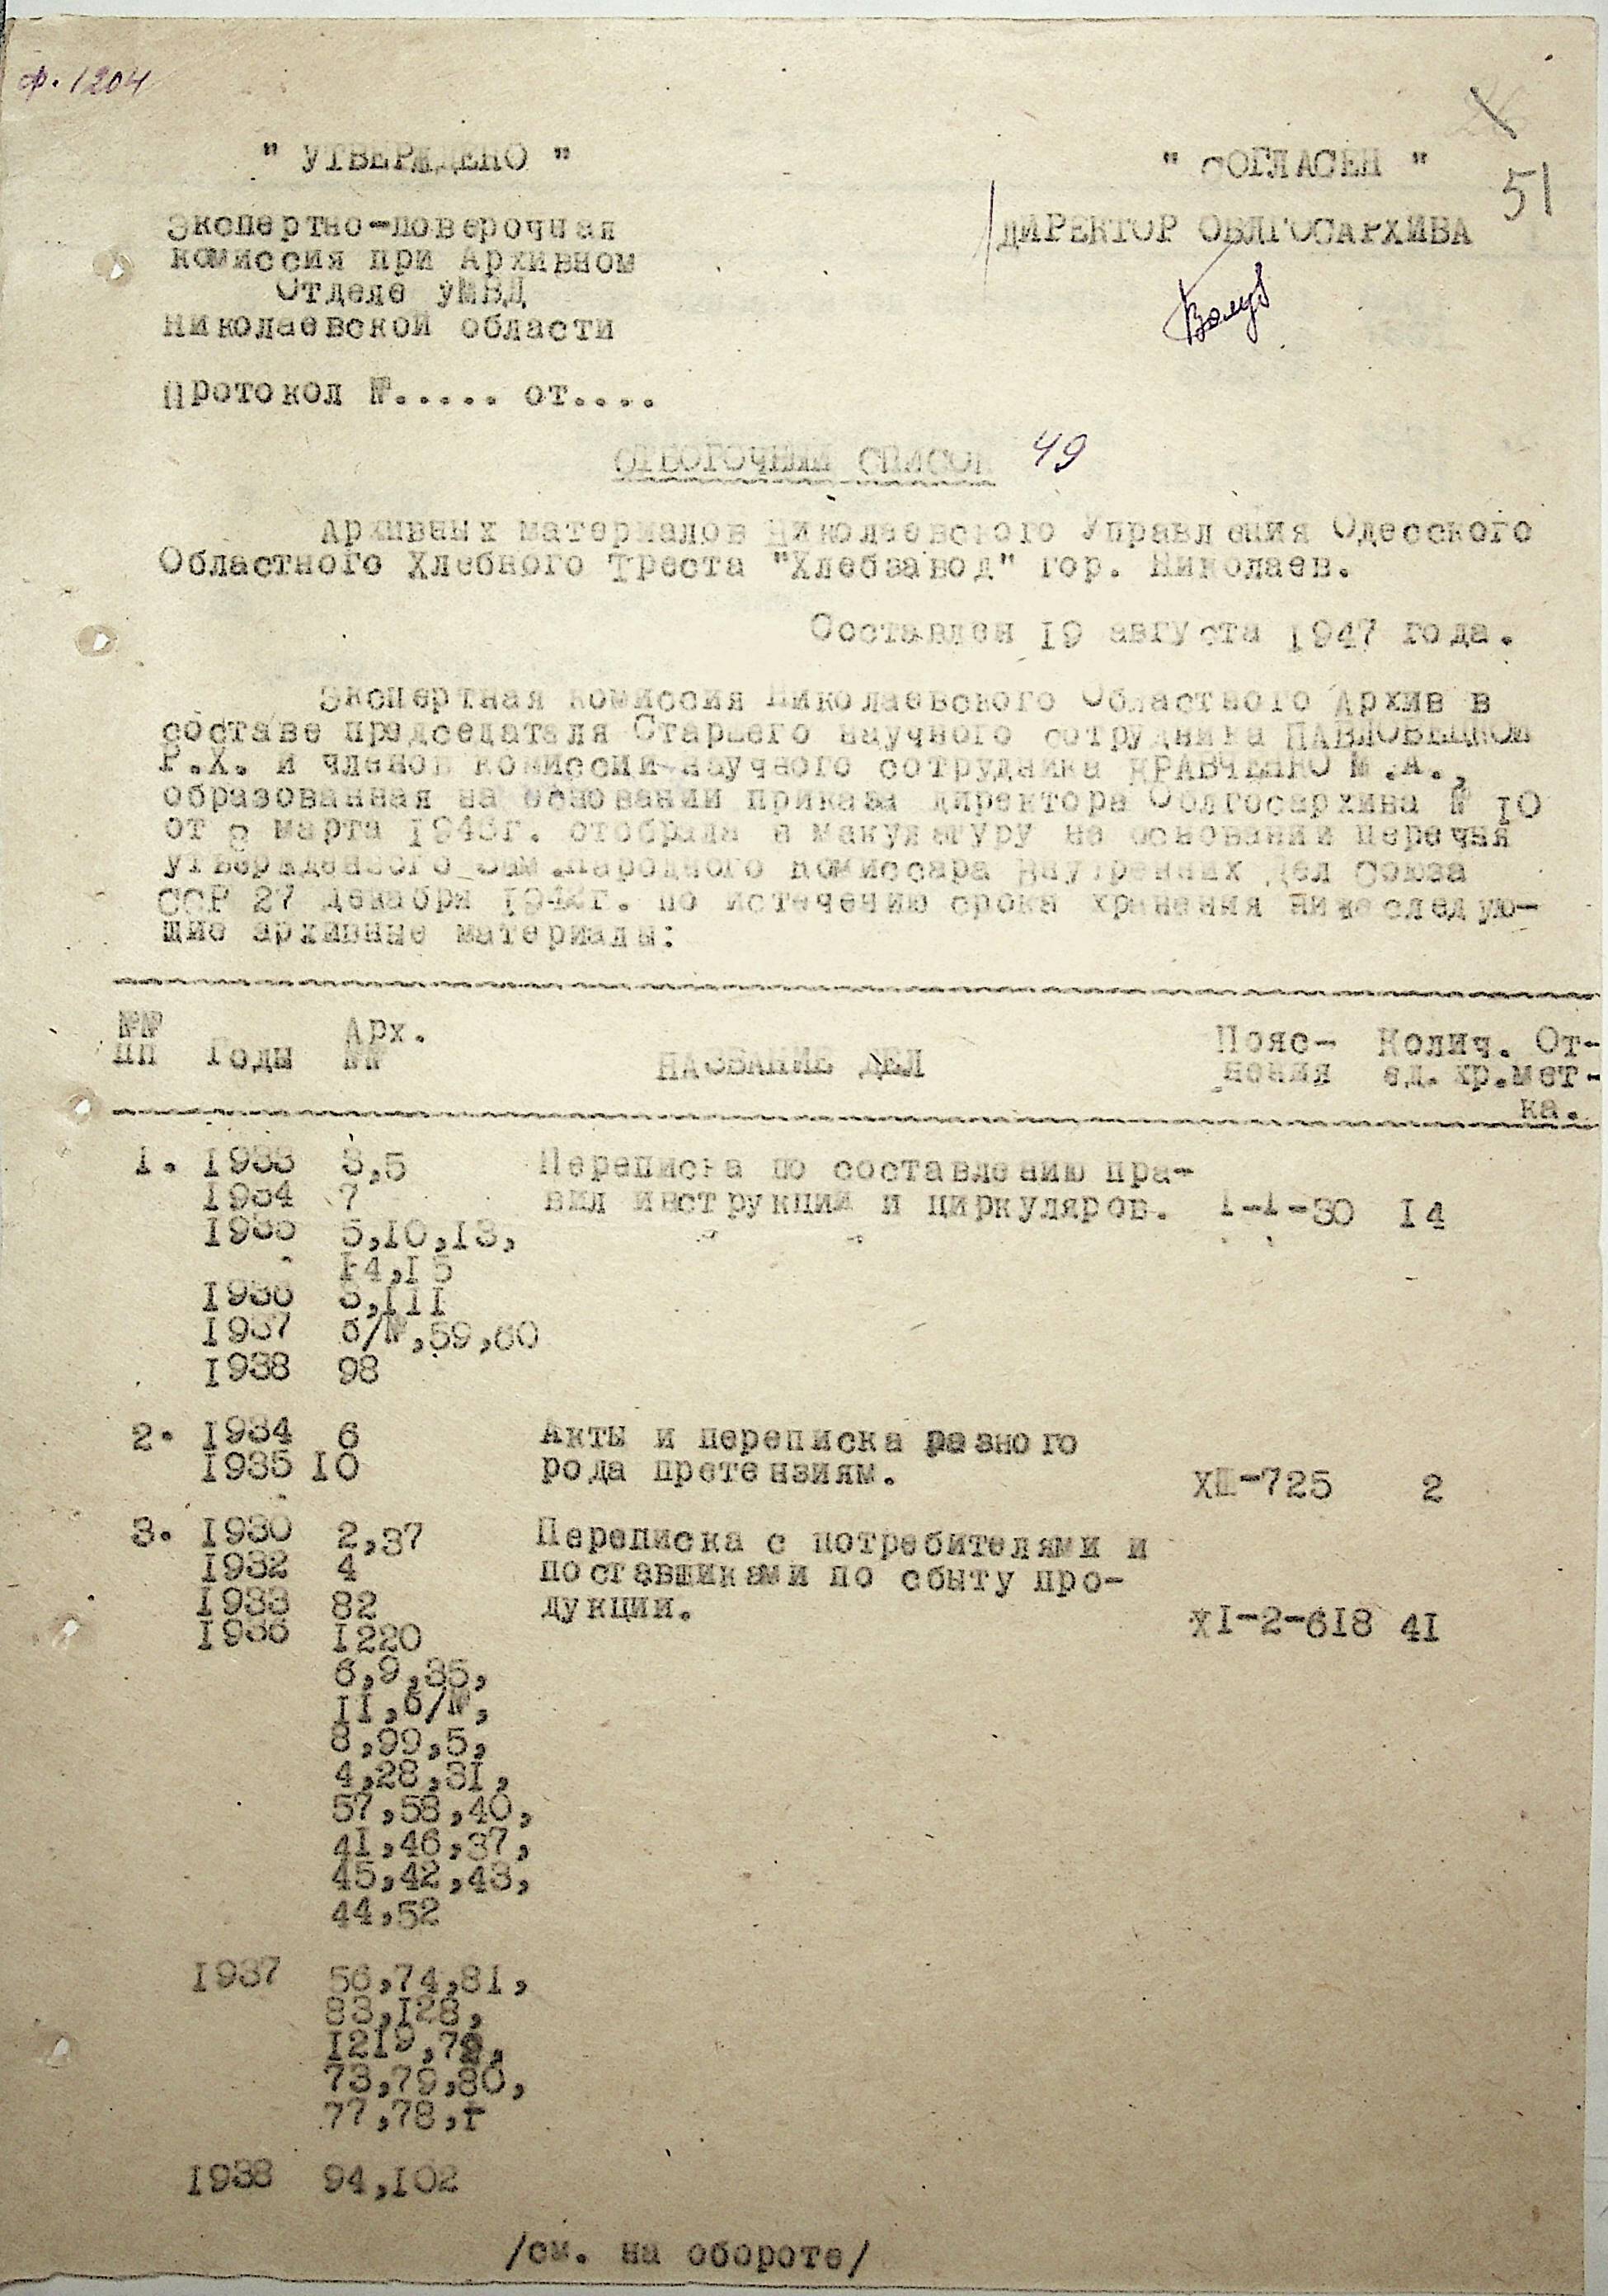 Ф. 1204
51
" УТВЕРЖДЕНО "
Экспертно-поверочная
комиссия при Архивном
Отделе УМВД
Николаевской области
Протокол №..... от....
" СОГЛАСЕН "
ДИРЕКТОР ОБЛГОСАРХИВА
ОТБОРОЧНЫЙ СПИСОК 49
Архивных материалов Николаевского Управления Одесского
Областного Хлебного Треста "Хлебзавод" гор. Николаев.
Составлен 19 августа 1947 года.
Экспертная комиссия Николаевского Областного Архив в
составе председателя Старшего научного сотрудника
Р.Х. и членов комиссии-научного сотрудника КРАВЧЕНКО М.А.,
образованная на основании приказа директора Облгосархива № 10
от марта отобрала в макулатуру на основании перечня
утвержденного Зам.Народного Комиссара Внутренних Дел Союза
ССР 27 декабря по истечению срока хранения нижеследую-
щие архивные материалы:
№№ пп Годы Арх. №№ НАЗВАНИЕ ДЕЛ Пояс- нения Колич. ед. хр. От- мет- ка.
1. 1933 3,5 Переписка по составлению пра-
1934 7 вил инструкций и циркуляров. 1-1-30 14
1935 5,10,13,
14,15
1936 5,111
1937 б/№,59,60
1938 98
2. 1934 6 Акты и переписка разного
1935 10 рода претензиям. ХШ-725 2
3. 1930 2,37 Переписка с потребителями и
1932 4 поставщиками по сбыту про-
1933 82 дукции. Х1-2-618 41
1936 1220
6,9,35,
11,б/№,
8,99,5,
4,28,31,
57,58,40,
41,46,37,
45,42,43,
44,52
1937 56,74,81,
83,128,
1219,72,
73,79,80,
77,78,1
1938 94,102
/см. на обороте/